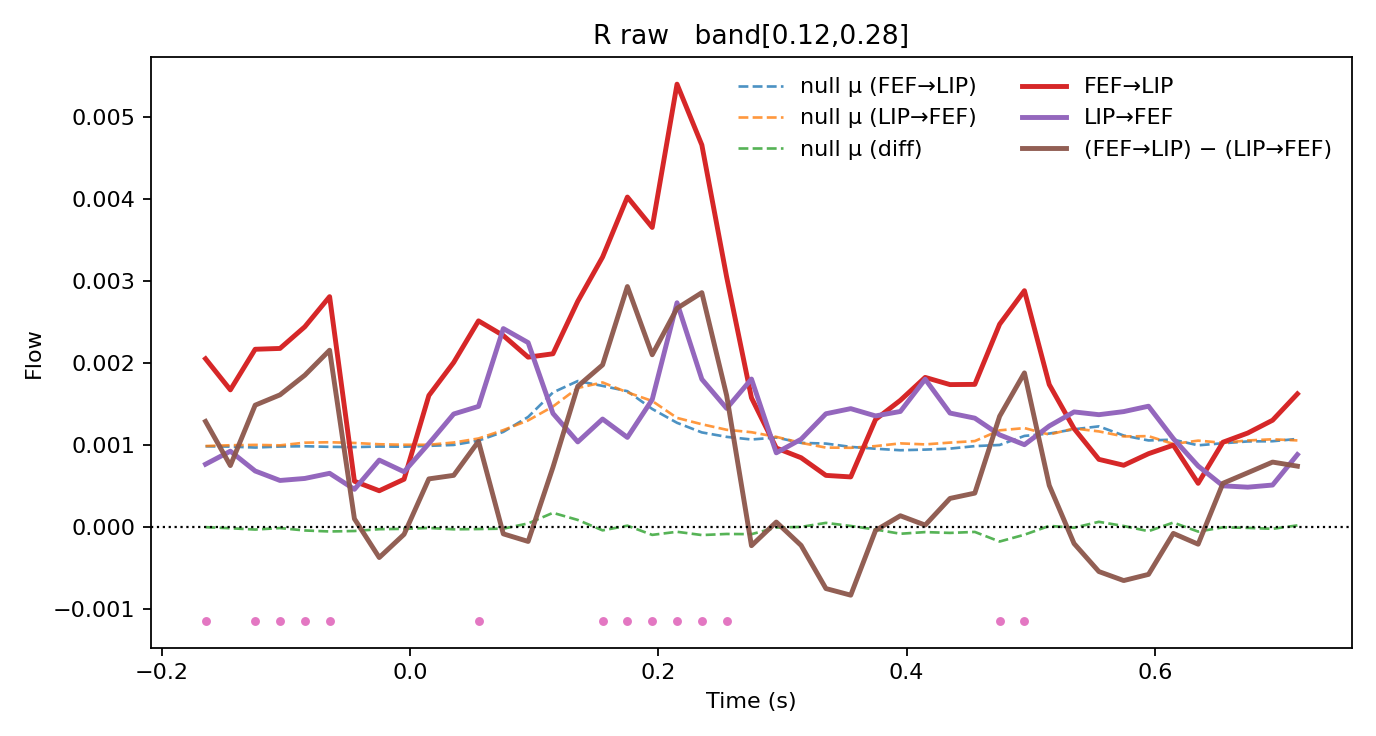 R raw   band[0.12,0.28]
null μ (FEF→LIP)
null μ (LIP→FEF)
null μ (diff)
FEF→LIP
LIP→FEF
(FEF→LIP) − (LIP→FEF)
Flow
0.005
0.004
0.003
0.002
0.001
0.000
−0.001
−0.2
0.0
0.2
0.4
0.6
Time (s)